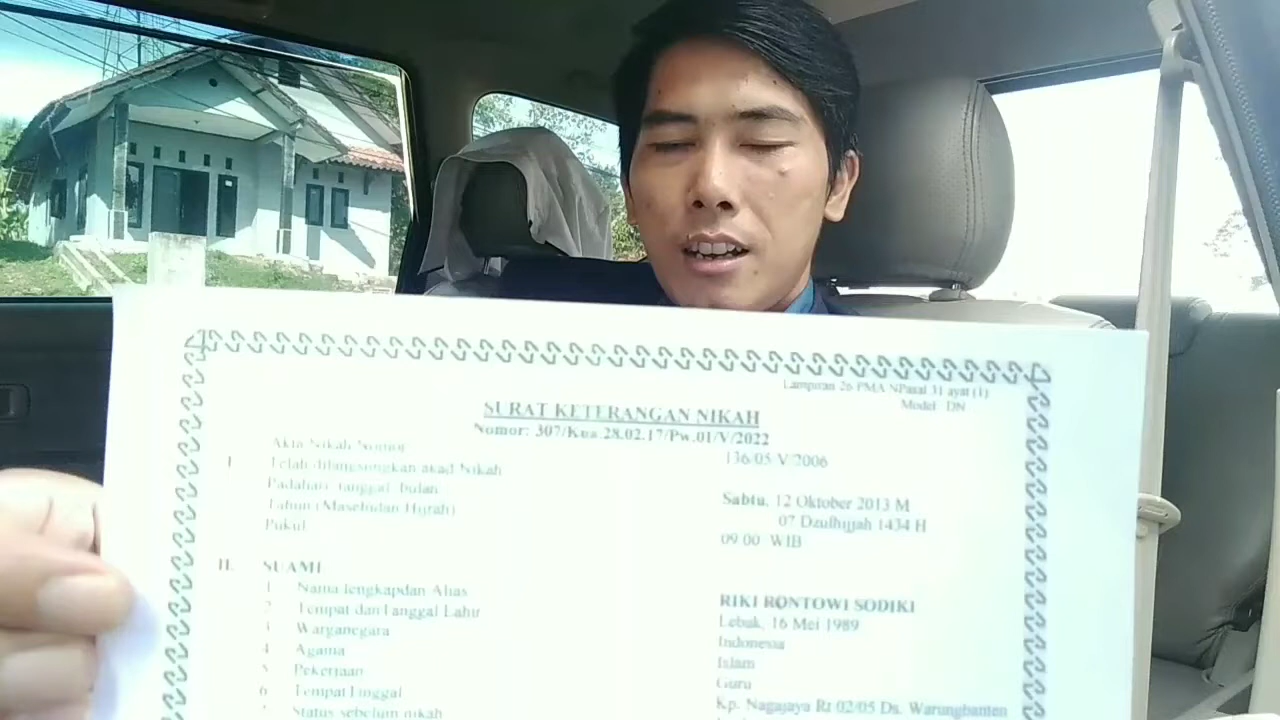 Lampiran 26 PMA NPasal 31 ayat (1)
Model DN
SURAT KETERANGAN NIKAH
Nomor: 307/Kua.28.02.17/Pw.01/V/2022
Akta Nikah Nomor 136/05/V/2006
I. Telah dilangsungkan akad Nikah
Padahari, tanggal, bulan Sabtu, 12 Oktober 2013 M
Tahun (Masehidan Hijrah) 07 Dzulhijjah 1434 H
Pukul 09.00 WIB
II. SUAMI
1 Nama lengkapdan Alias RIKI RONTOWI SODIKI
2 Tempat danTanggal Lahir Lebak, 16 Mei 1989
3 Warganegara Indonesia
4 Agama Islam
5 Pekerjaan Guru
6 TempatTinggal Kp. Nagajaya Rt 02/05 Ds. Warungbanten
Status sebelum nikah